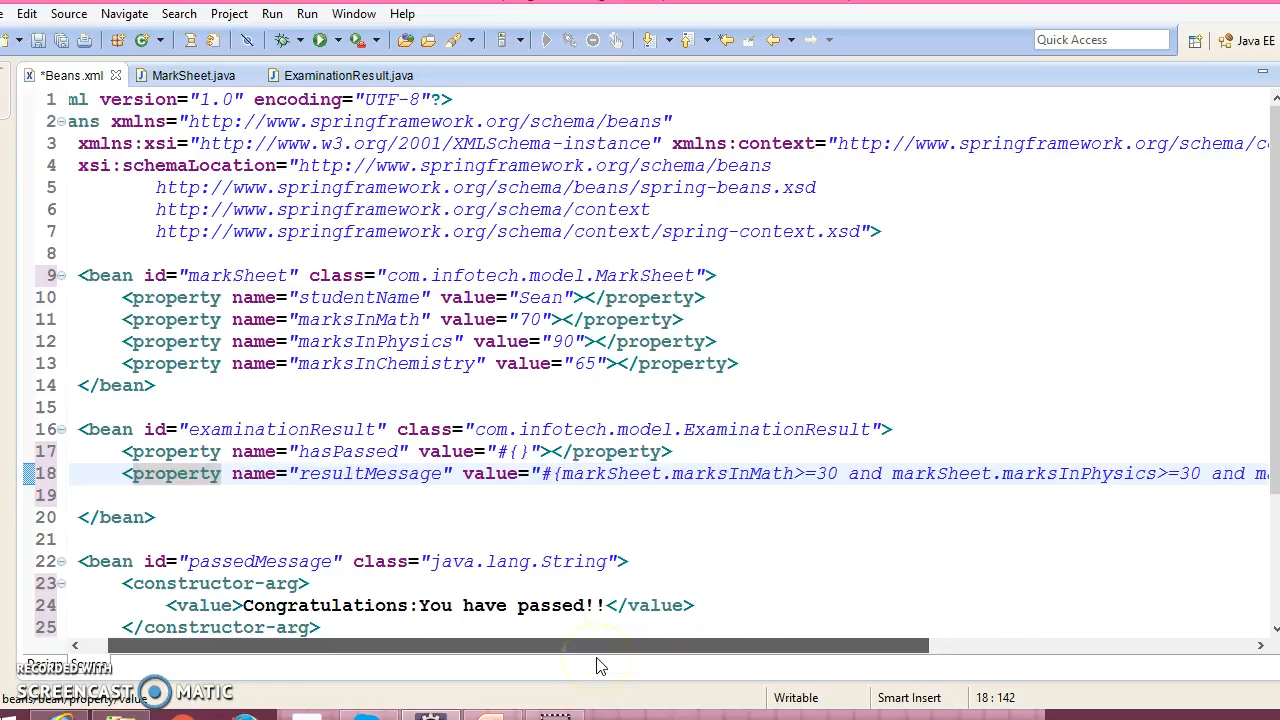 Edit Source Navigate Search Project Run Run Window Help
Quick Access Java EE
*Beans.xml MarkSheet.java ExaminationResult.java
1 ml version="1.0" encoding="UTF-8"?>
2 ans xmlns="http://www.springframework.org/schema/beans"
3 xmlns:xsi="http://www.w3.org/2001/XMLSchema-instance" xmlns:context="http://www.springframework.org/schema/co
4 xsi:schemaLocation="http://www.springframework.org/schema/beans
5 http://www.springframework.org/schema/beans/spring-beans.xsd
6 http://www.springframework.org/schema/context
7 http://www.springframework.org/schema/context/spring-context.xsd">
8
9 <bean id="markSheet" class="com.infotech.model.MarkSheet">
10 <property name="studentName" value="Sean"></property>
11 <property name="marksInMath" value="70"></property>
12 <property name="marksInPhysics" value="90"></property>
13 <property name="marksInChemistry" value="65"></property>
14 </bean>
15
16 <bean id="examinationResult" class="com.infotech.model.ExaminationResult">
17 <property name="hasPassed" value="#{}"></property>
18 <property name="resultMessage" value="#{markSheet.marksInMath>=30 and markSheet.marksInPhysics>=30 and ma
19
20 </bean>
21
22 <bean id="passedMessage" class="java.lang.String">
23 <constructor-arg>
24 <value>Congratulations:You have passed!!</value>
25 </constructor-arg>
Design Source
RECORDED WITH
SCREENCAST MATIC
beans/bean/property/value Writable Smart Insert 18 : 142